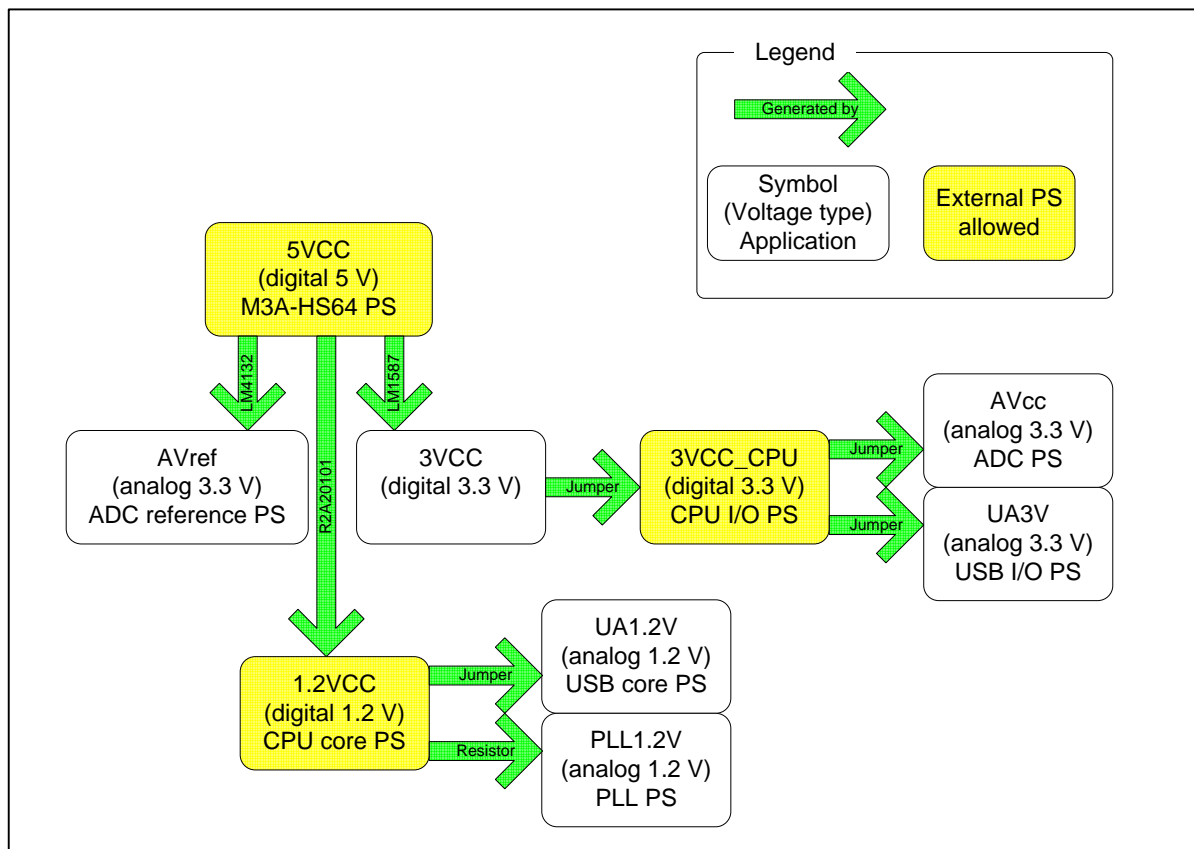 Legend
Generated by
Symbol
(Voltage type)
Application
External PS
allowed
5VCC
(digital 5 V)
M3A-HS64 PS
LM4132
R2A20101
LM1587
AVref
(analog 3.3 V)
ADC reference PS
3VCC
(digital 3.3 V)
Jumper
3VCC_CPU
(digital 3.3 V)
CPU I/O PS
Jumper
Jumper
AVcc
(analog 3.3 V)
ADC PS
UA3V
(analog 3.3 V)
USB I/O PS
1.2VCC
(digital 1.2 V)
CPU core PS
Jumper
Resistor
UA1.2V
(analog 1.2 V)
USB core PS
PLL1.2V
(analog 1.2 V)
PLL PS